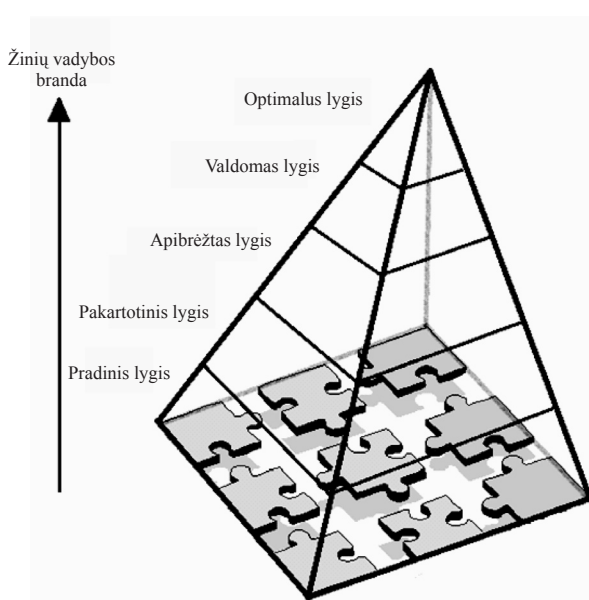 Žinių vadybos
branda
Optimalus lygis
Valdomas lygis
Apibrėžtas lygis
Pakartotinis lygis
Pradinis lygis